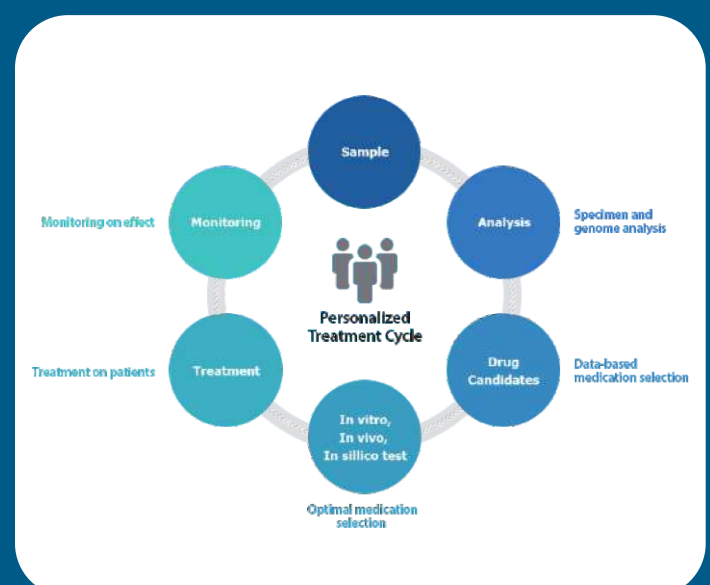 Sample
Monitoring on effect
Monitoring
Analysis
Specimen and
genome analysis
Personalized
Treatment Cycle
Treatment on patients
Treatment
Drug
Candidates
Data-based
medication selection
In vitro,
In vivo,
In sillico test
Optimal medication
selection